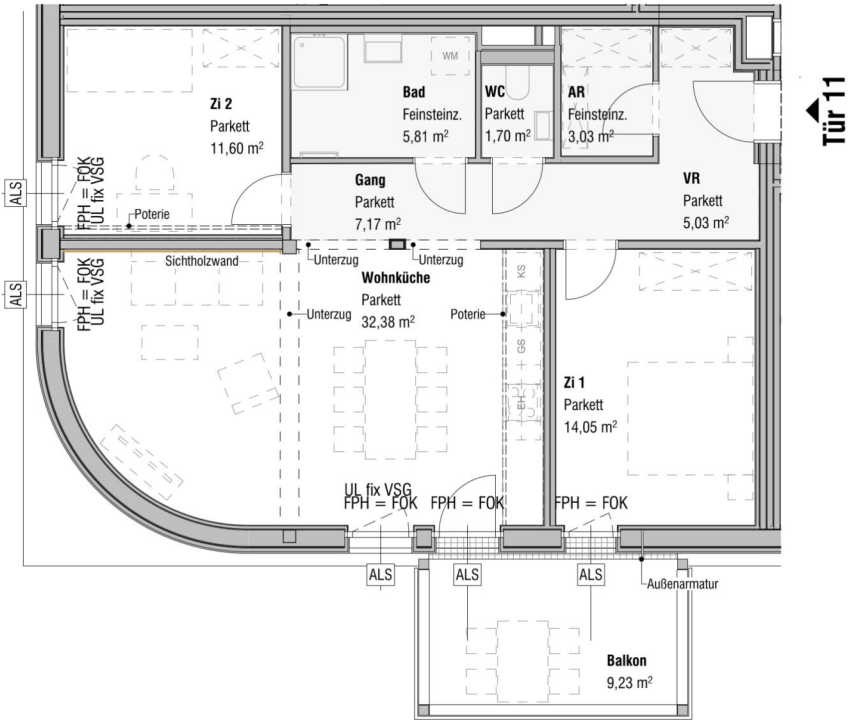 Zi 2
Parkett
11,60 m²
Bad
Feinsteinz.
5,81 m²
WM
WC
Parkett
1,70 m²
AR
Feinsteinz.
3,03 m²
Tür 11
ALS
FPH = FOK
UL fix VSG
Poterie
Gang
Parkett
7,17 m²
VR
Parkett
5,03 m²
Sichtholzwand
Unterzug
Unterzug
ALS
FPH = FOK
UL fix VSG
Wohnküche
Parkett
32,38 m²
Unterzug
Poterie
KS
GS
EH
Zi 1
Parkett
14,05 m²
UL fix VSG
FPH = FOK
FPH = FOK
FPH = FOK
ALS
ALS
ALS
Außenarmatur
Balkon
9,23 m²